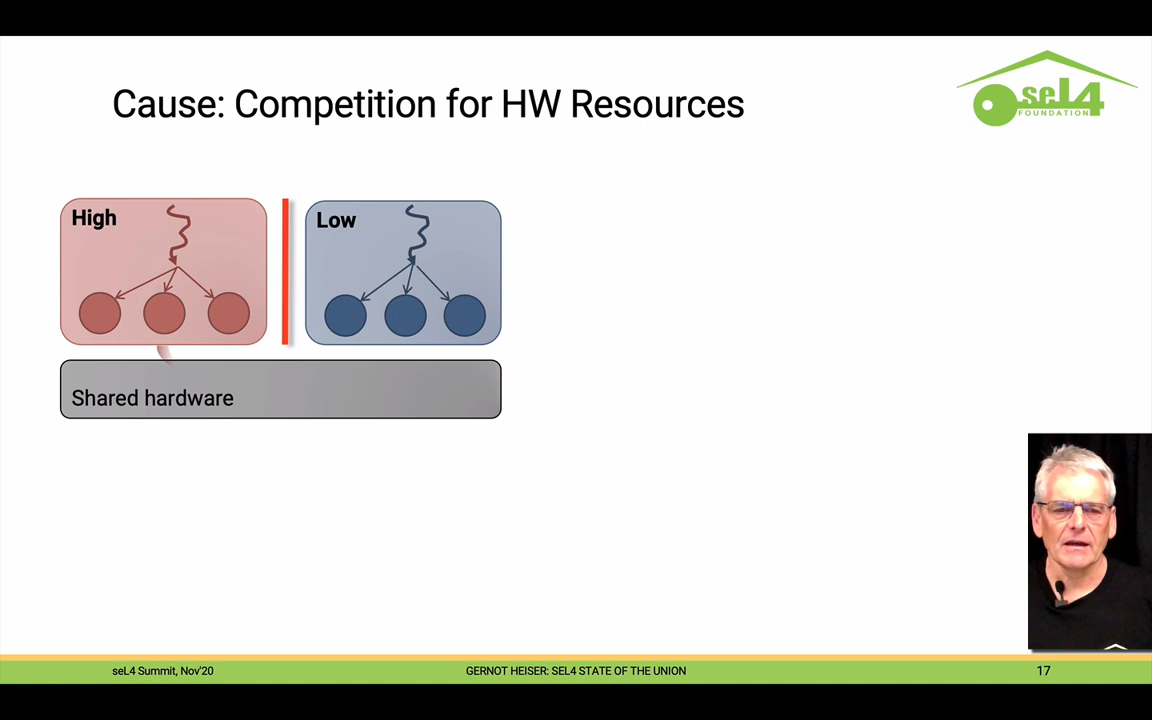 Cause: Competition for HW Resources
seL4
FOUNDATION
High
Low
Shared hardware
seL4 Summit, Nov'20
GERNOT HEISER: SEL4 STATE OF THE UNION
17